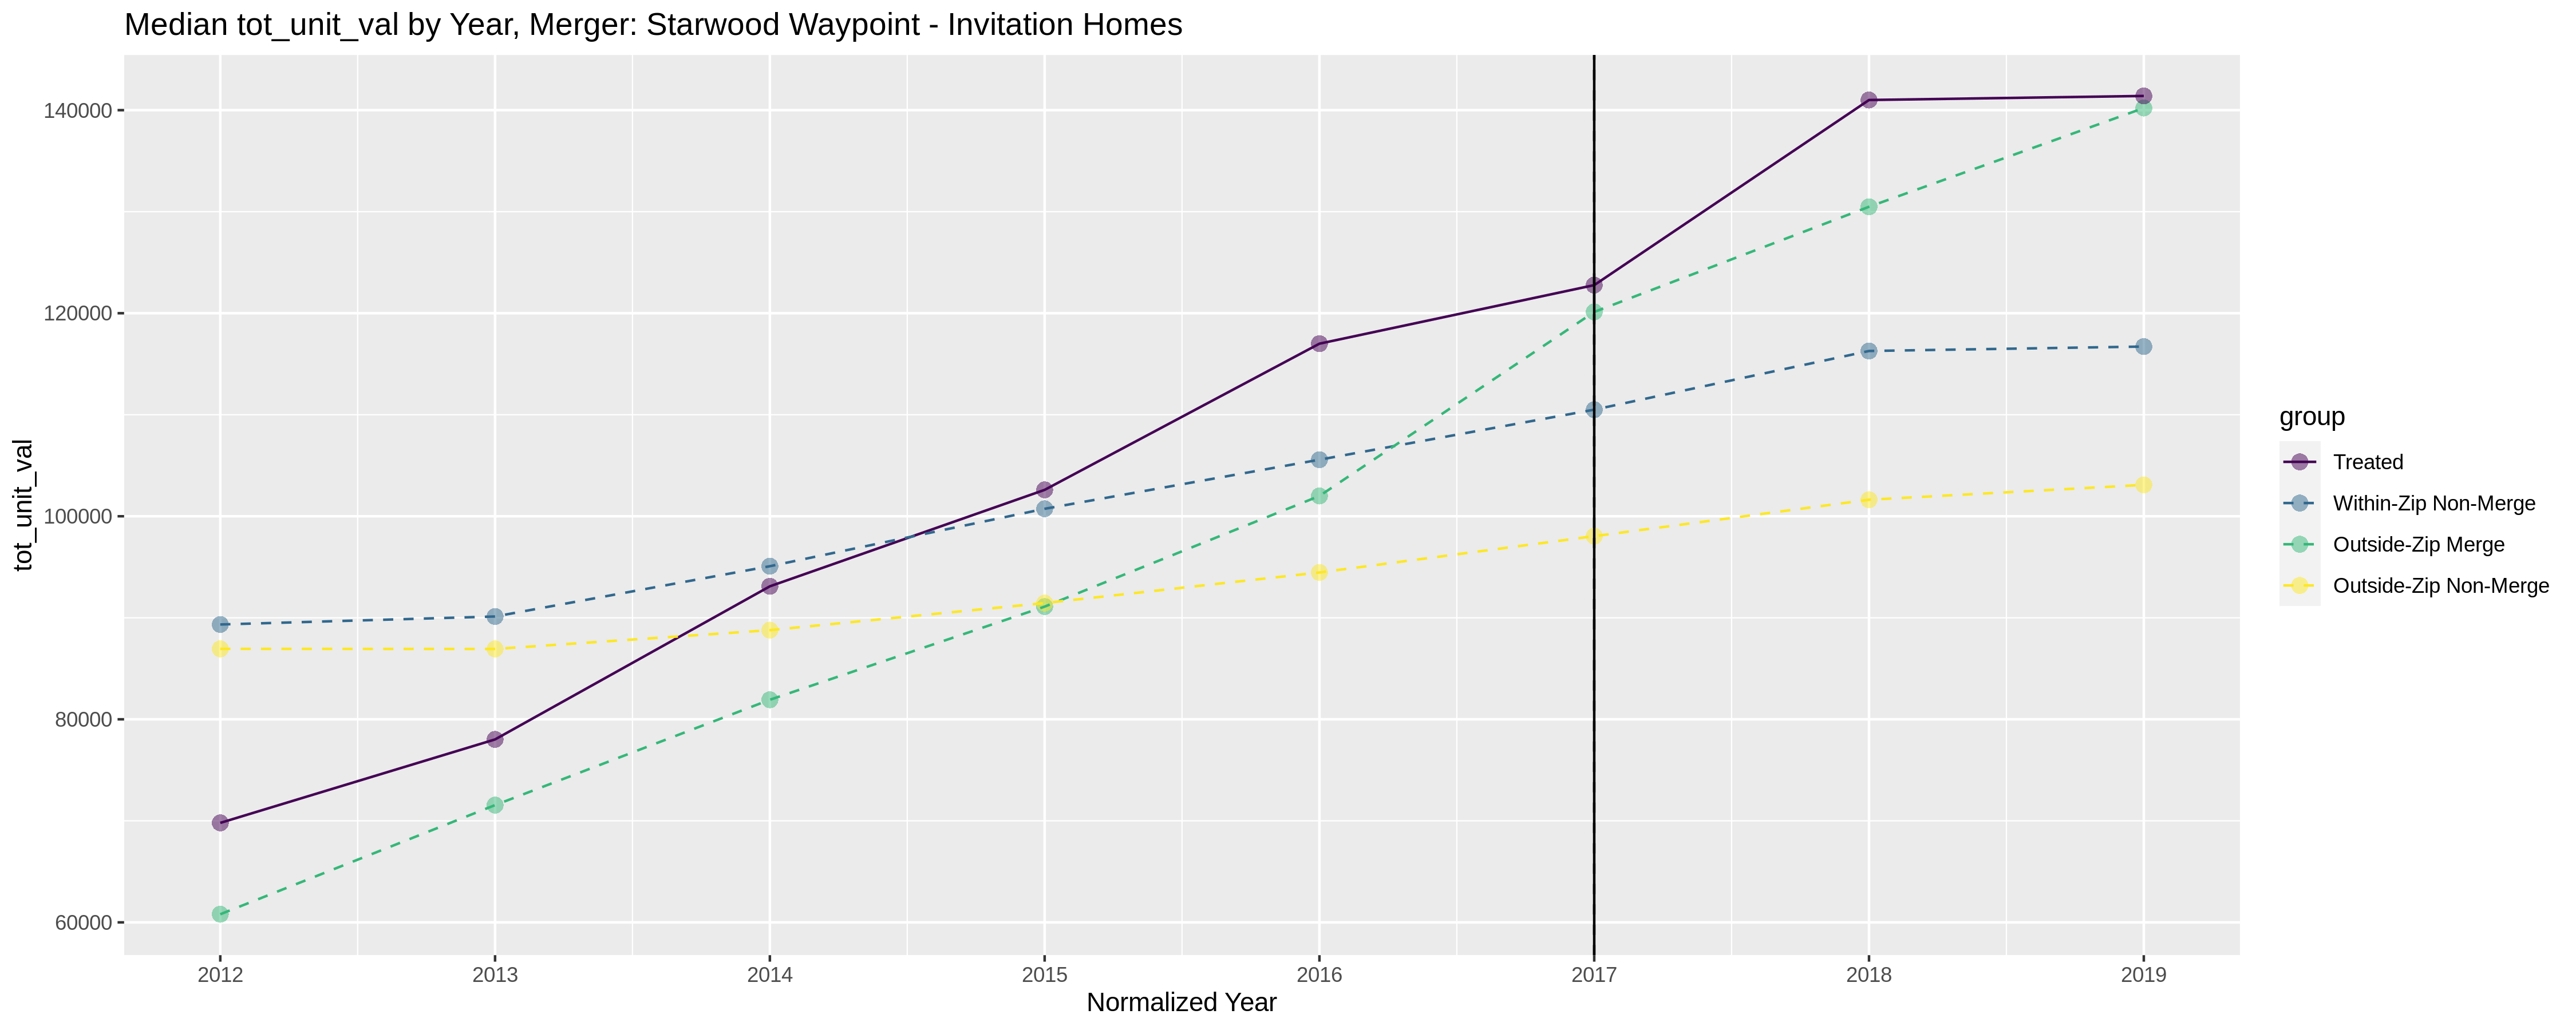 Median tot_unit_val by Year, Merger: Starwood Waypoint - Invitation Homes
tot_unit_val
140000
120000
100000
80000
60000
2012 2013 2014 2015 2016 2017 2018 2019
Normalized Year
group
Treated
Within-Zip Non-Merge
Outside-Zip Merge
Outside-Zip Non-Merge